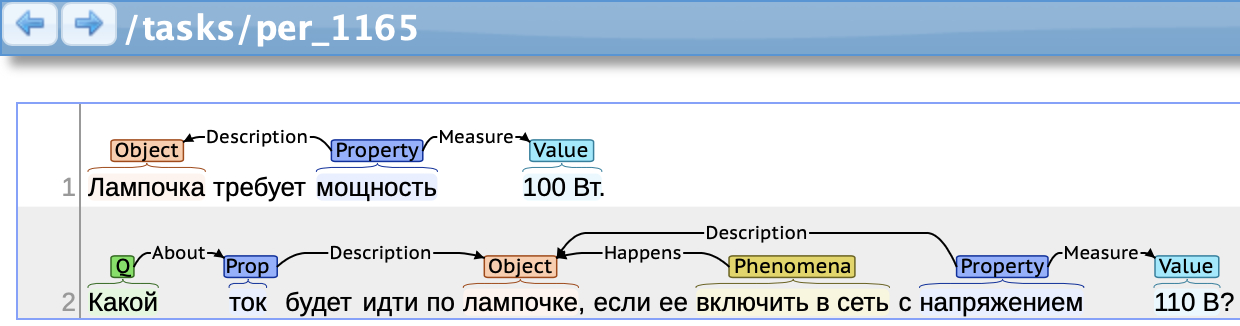 /tasks/per_1165
Description Measure
Object Property Value
1 Лампочка требует мощность 100 Вт.
Description
About Description Happens Measure
Q Prop Object Phenomena Property Value
2 Какой ток будет идти по лампочке, если ее включить в сеть с напряжением 110 В?